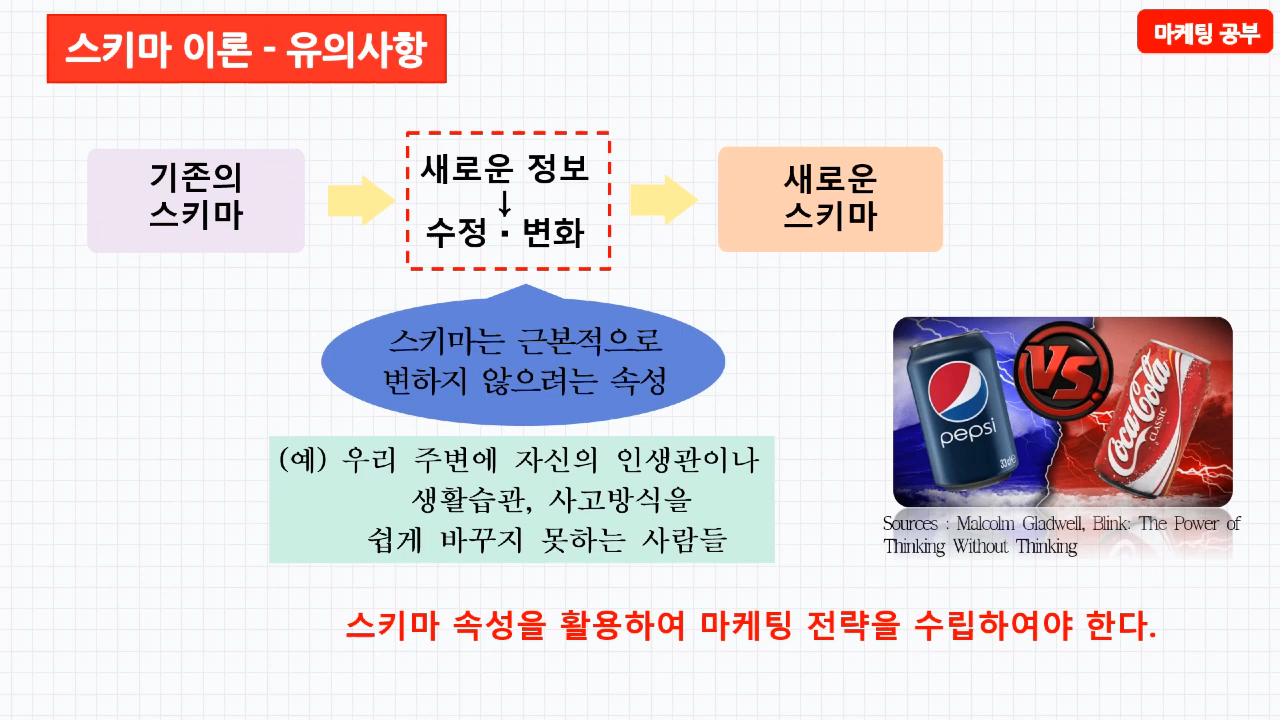 스키마 이론 - 유의사항
마케팅 공부
기존의
스키마
새로운 정보
↓
수정 · 변화
새로운
스키마
스키마는 근본적으로
변하지 않으려는 속성
(예) 우리 주변에 자신의 인생관이나
생활습관, 사고방식을
쉽게 바꾸지 못하는 사람들
VS
pepsi
33cl℮
Coca-Cola
CLASSIC
Sources : Malcolm Gladwell, Blink: The Power of
Thinking Without Thinking
스키마 속성을 활용하여 마케팅 전략을 수립하여야 한다.